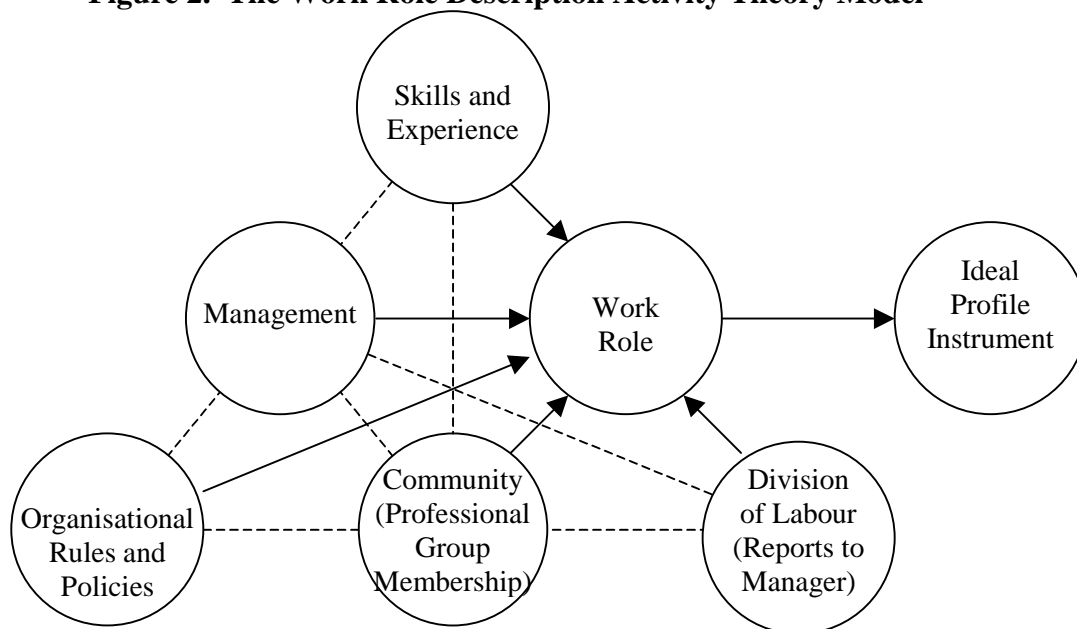 Figure 2. The Work Role Description Activity Theory Model
Skills and
Experience
Management
Work
Role
Ideal
Profile
Instrument
Organisational
Rules and
Policies
Community
(Professional
Group
Membership)
Division
of Labour
(Reports to
Manager)